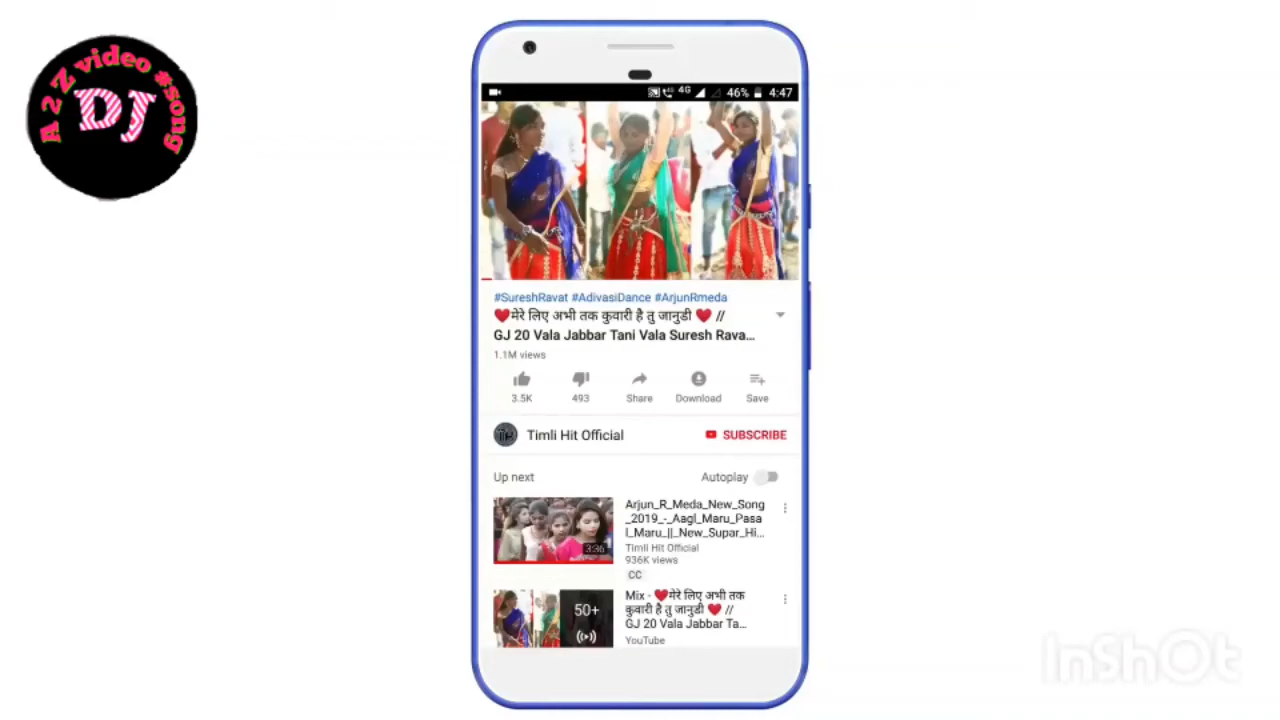 A 2 Z video #song
DJ
4G 46% 4:47
#SureshRavat #AdivasiDance #ArjunRmeda
❤️मेरे लिए अभी तक कुवारी है तु जानुडी ❤️ //
GJ 20 Vala Jabbar Tani Vala Suresh Rava...
1.1M views
3.5K 493 Share Download Save
Timli Hit Official SUBSCRIBE
Up next Autoplay
Arjun_R_Meda_New_Song
_2019_-_Aagl_Maru_Pasa
l_Maru_||_New_Supar_Hi...
3:36
Timli Hit Official
936K views
CC
Mix - ❤️मेरे लिए अभी तक
50+
कुवारी है तु जानुडी ❤️ //
GJ 20 Vala Jabbar Ta...
YouTube
InShOt